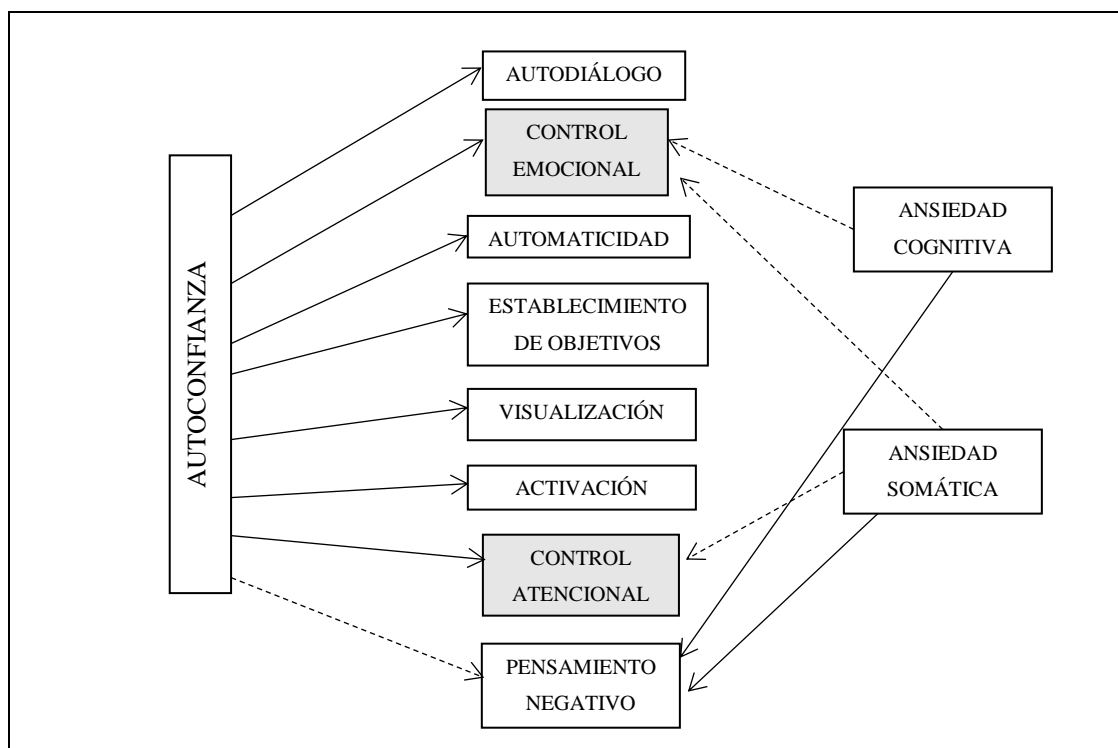 AUTODIÁLOGO
CONTROL
EMOCIONAL
AUTOMATICIDAD
ESTABLECIMIENTO
DE OBJETIVOS
VISUALIZACIÓN
ACTIVACIÓN
CONTROL
ATENCIONAL
PENSAMIENTO
NEGATIVO
AUTOCONFIANZA
ANSIEDAD
COGNITIVA
ANSIEDAD
SOMÁTICA